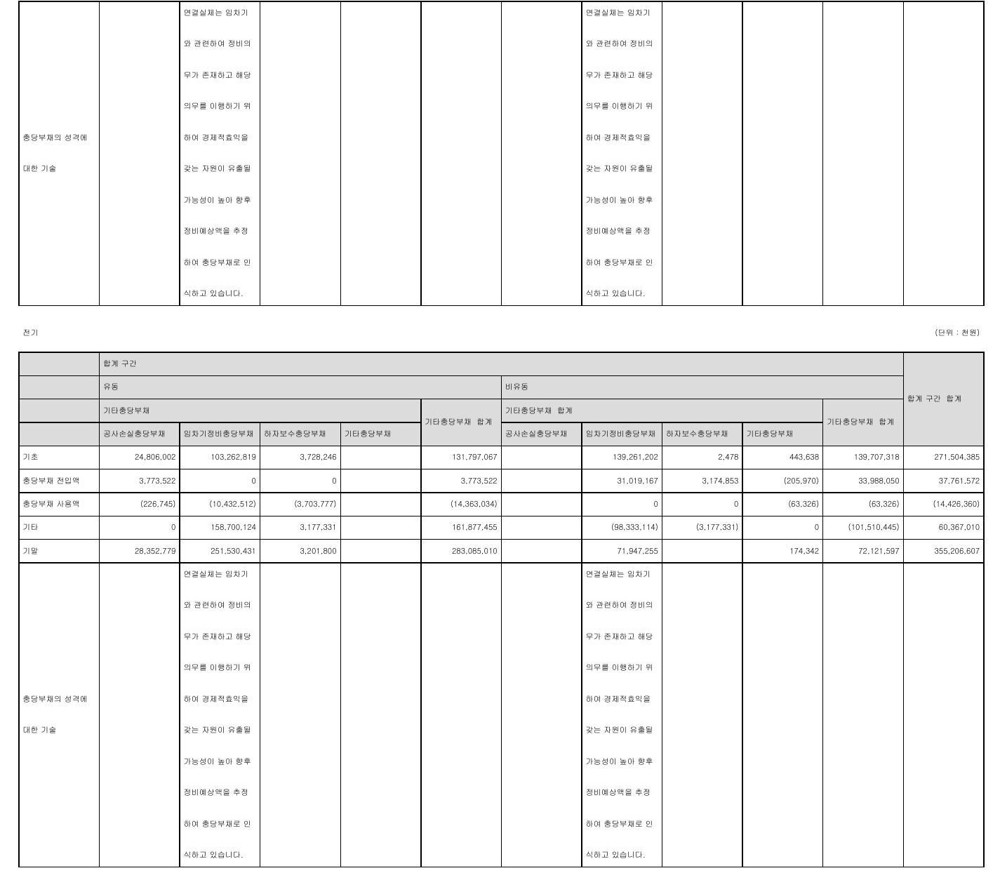 연결실체는 임차기 연결실체는 임차기
와 관련하여 정비의 와 관련하여 정비의
무가 존재하고 해당 무가 존재하고 해당
의무를 이행하기 위 의무를 이행하기 위
충당부채의 성격에 하여 경제적효익을 하여 경제적효익을
대한 기술 갖는 자원이 유출될 갖는 자원이 유출될
가능성이 높아 향후 가능성이 높아 향후
정비예상액을 추정 정비예상액을 추정
하여 충당부채로 인 하여 충당부채로 인
식하고 있습니다. 식하고 있습니다.
전기 (단위 : 천원)
합계 구간
유동 비유동
합계 구간 합계
기타충당부채 기타충당부채 합계
기타충당부채 합계 기타충당부채 합계
공사손실충당부채 임차기정비충당부채 하자보수충당부채 기타충당부채 공사손실충당부채 임차기정비충당부채 하자보수충당부채 기타충당부채
기초 24,806,002 103,262,819 3,728,246 131,797,067 139,261,202 2,478 443,638 139,707,318 271,504,385
충당부채 전입액 3,773,522 0 0 3,773,522 31,019,167 3,174,853 (205,970) 33,988,050 37,761,572
충당부채 사용액 (226,745) (10,432,512) (3,703,777) (14,363,034) 0 0 (63,326) (63,326) (14,426,360)
기타 0 158,700,124 3,177,331 161,877,455 (98,333,114) (3,177,331) 0 (101,510,445) 60,367,010
기말 28,352,779 251,530,431 3,201,800 283,085,010 71,947,255 174,342 72,121,597 355,206,607
연결실체는 임차기 연결실체는 임차기
와 관련하여 정비의 와 관련하여 정비의
무가 존재하고 해당 무가 존재하고 해당
의무를 이행하기 위 의무를 이행하기 위
충당부채의 성격에 하여 경제적효익을 하여 경제적효익을
대한 기술 갖는 자원이 유출될 갖는 자원이 유출될
가능성이 높아 향후 가능성이 높아 향후
정비예상액을 추정 정비예상액을 추정
하여 충당부채로 인 하여 충당부채로 인
식하고 있습니다. 식하고 있습니다.